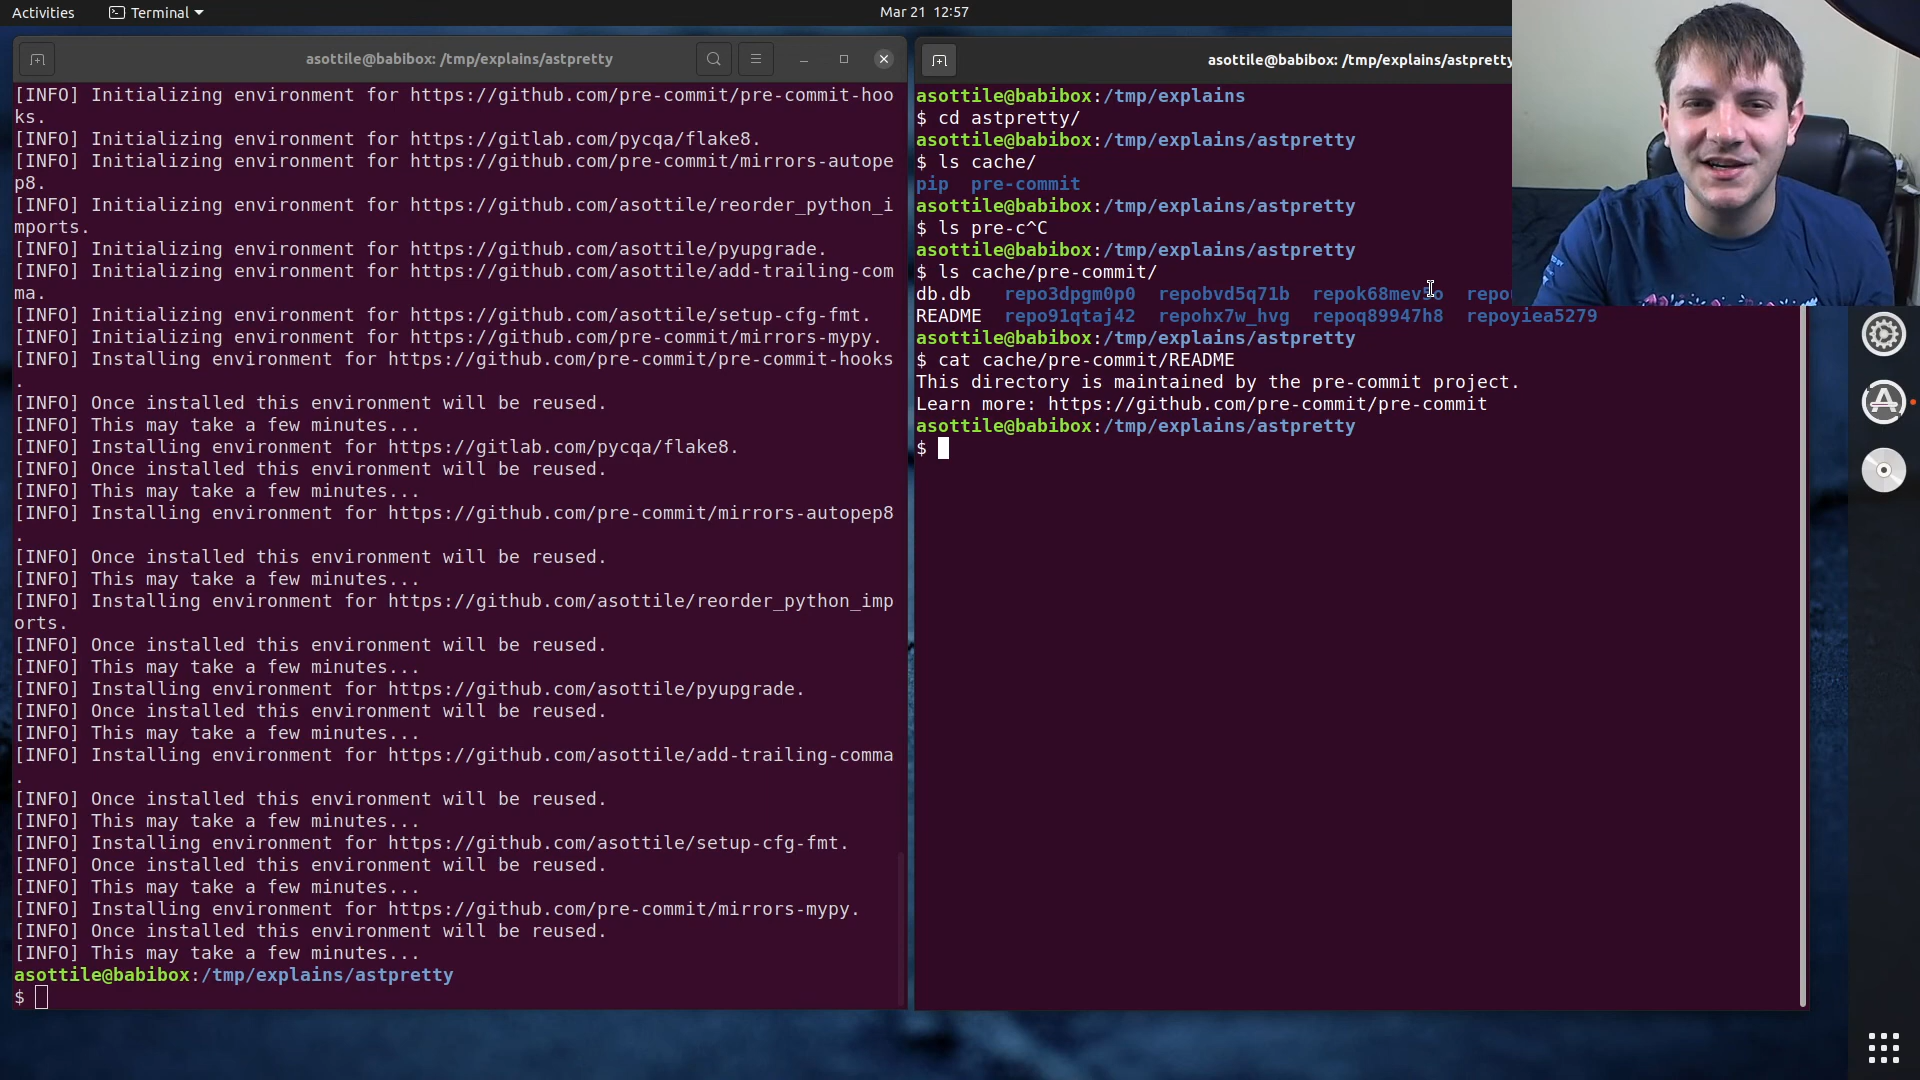 Activities
Terminal
Mar 21 12:57
asottile@babibox: /tmp/explains/astpretty
[INFO] Initializing environment for https://github.com/pre-commit/pre-commit-hoo
ks.
[INFO] Initializing environment for https://gitlab.com/pycqa/flake8.
[INFO] Initializing environment for https://github.com/pre-commit/mirrors-autope
p8.
[INFO] Initializing environment for https://github.com/asottile/reorder_python_i
mports.
[INFO] Initializing environment for https://github.com/asottile/pyupgrade.
[INFO] Initializing environment for https://github.com/asottile/add-trailing-com
ma.
[INFO] Initializing environment for https://github.com/asottile/setup-cfg-fmt.
[INFO] Initializing environment for https://github.com/pre-commit/mirrors-mypy.
[INFO] Installing environment for https://github.com/pre-commit/pre-commit-hooks
.
[INFO] Once installed this environment will be reused.
[INFO] This may take a few minutes...
[INFO] Installing environment for https://gitlab.com/pycqa/flake8.
[INFO] Once installed this environment will be reused.
[INFO] This may take a few minutes...
[INFO] Installing environment for https://github.com/pre-commit/mirrors-autopep8
.
[INFO] Once installed this environment will be reused.
[INFO] This may take a few minutes...
[INFO] Installing environment for https://github.com/asottile/reorder_python_imp
orts.
[INFO] Once installed this environment will be reused.
[INFO] This may take a few minutes...
[INFO] Installing environment for https://github.com/asottile/pyupgrade.
[INFO] Once installed this environment will be reused.
[INFO] This may take a few minutes...
[INFO] Installing environment for https://github.com/asottile/add-trailing-comma
.
[INFO] Once installed this environment will be reused.
[INFO] This may take a few minutes...
[INFO] Installing environment for https://github.com/asottile/setup-cfg-fmt.
[INFO] Once installed this environment will be reused.
[INFO] This may take a few minutes...
[INFO] Installing environment for https://github.com/pre-commit/mirrors-mypy.
[INFO] Once installed this environment will be reused.
[INFO] This may take a few minutes...
asottile@babibox:/tmp/explains/astpretty
$
asottile@babibox: /tmp/explains/astpretty
asottile@babibox:/tmp/explains
$ cd astpretty/
asottile@babibox:/tmp/explains/astpretty
$ ls cache/
pip pre-commit
asottile@babibox:/tmp/explains/astpretty
$ ls pre-c^C
asottile@babibox:/tmp/explains/astpretty
$ ls cache/pre-commit/
db.db repo3dpgm0p0 repobvd5q71b
README repo91qtaj42 repohx7w_hvg repoq89947h8 repoyiea5279
asottile@babibox:/tmp/explains/astpretty
$ cat cache/pre-commit/README
This directory is maintained by the pre-commit project.
Learn more: https://github.com/pre-commit/pre-commit
asottile@babibox:/tmp/explains/astpretty
$